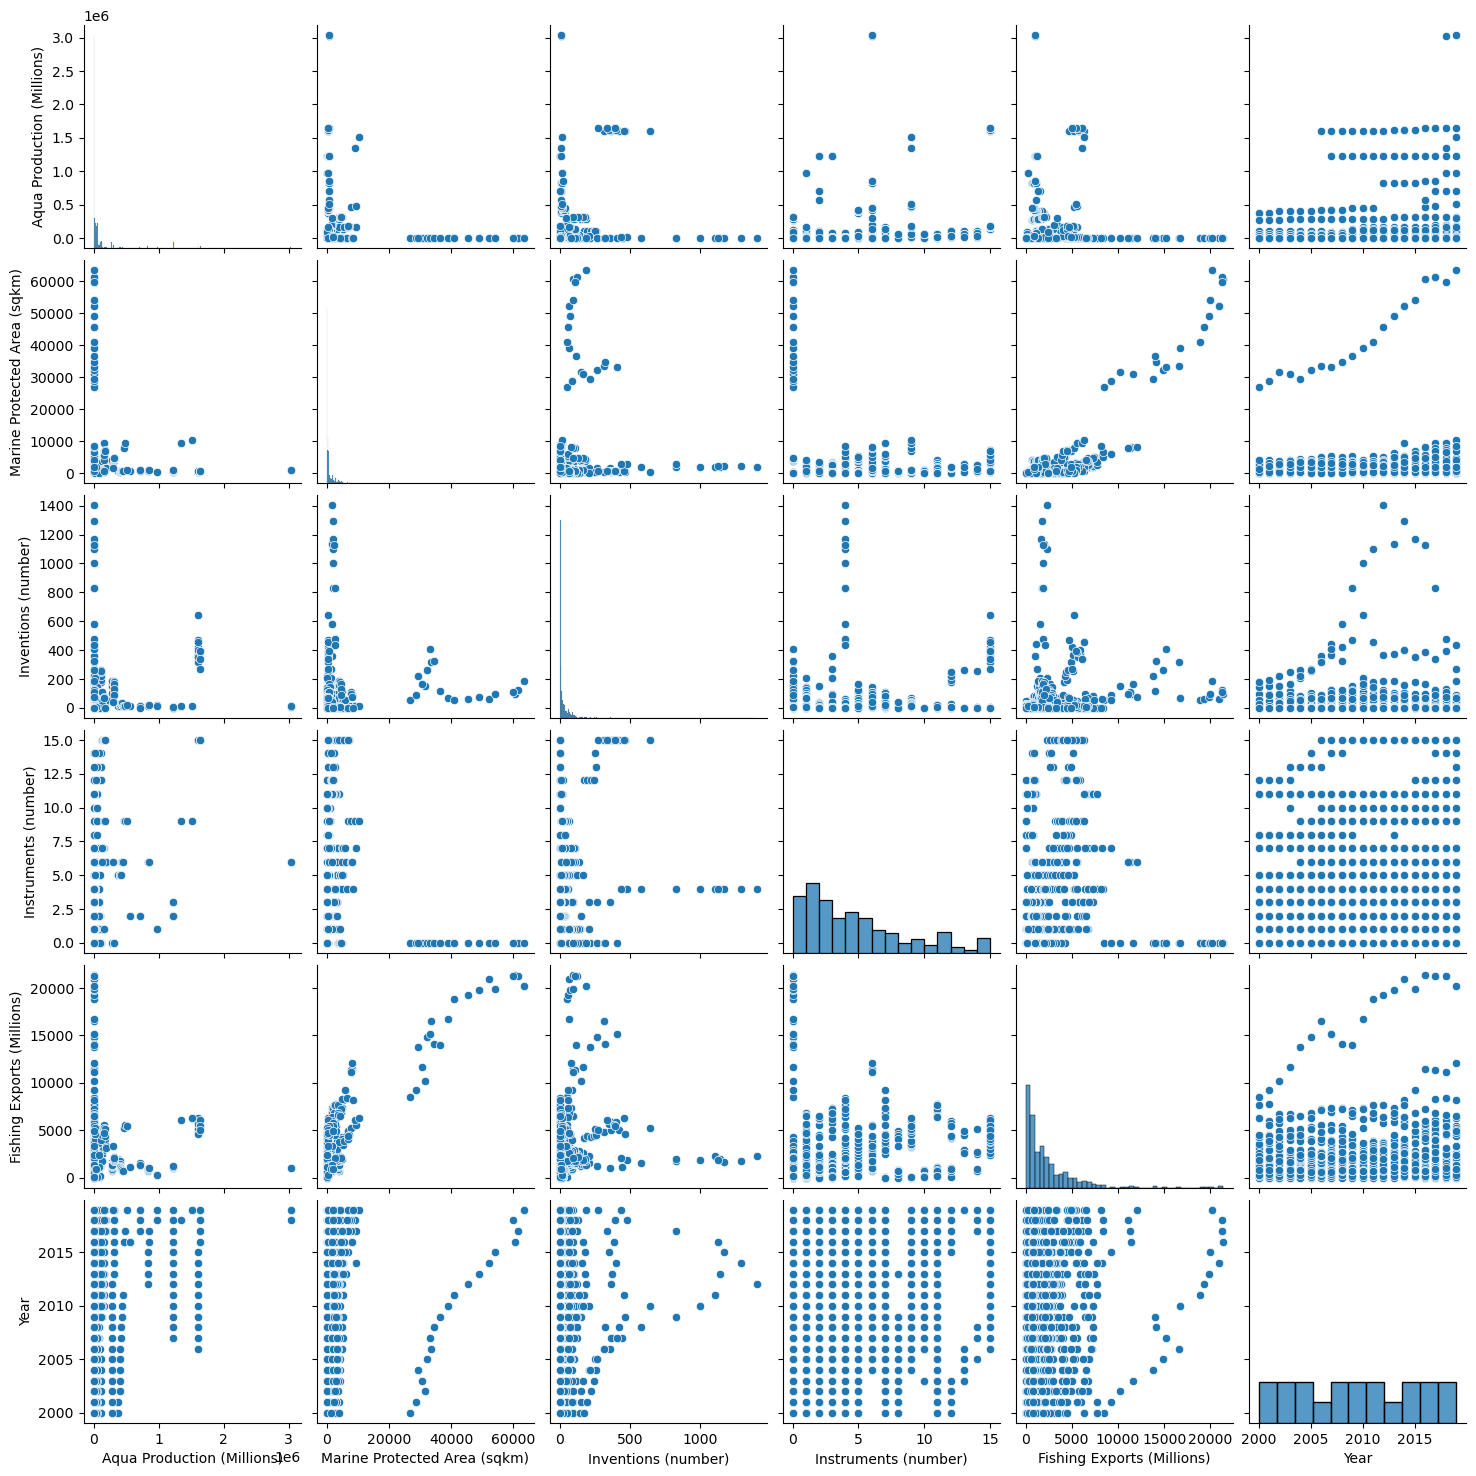 1e6
3.0
2.5
2.0
1.5
1.0
0.5
0.0
Aqua Production (Millions)
60000
50000
40000
30000
20000
10000
0
Marine Protected Area (sqkm)
1400
1200
1000
800
600
400
200
0
Inventions (number)
15.0
12.5
10.0
7.5
5.0
2.5
0.0
Instruments (number)
20000
15000
10000
5000
0
Fishing Exports (Millions)
2015
2010
2005
2000
Year
0 1 2 3
1e6
Aqua Production (Millions)
0 20000 40000 60000
Marine Protected Area (sqkm)
0 500 1000
Inventions (number)
0 5 10 15
Instruments (number)
0 5000 10000 15000 20000
Fishing Exports (Millions)
2000 2005 2010 2015
Year